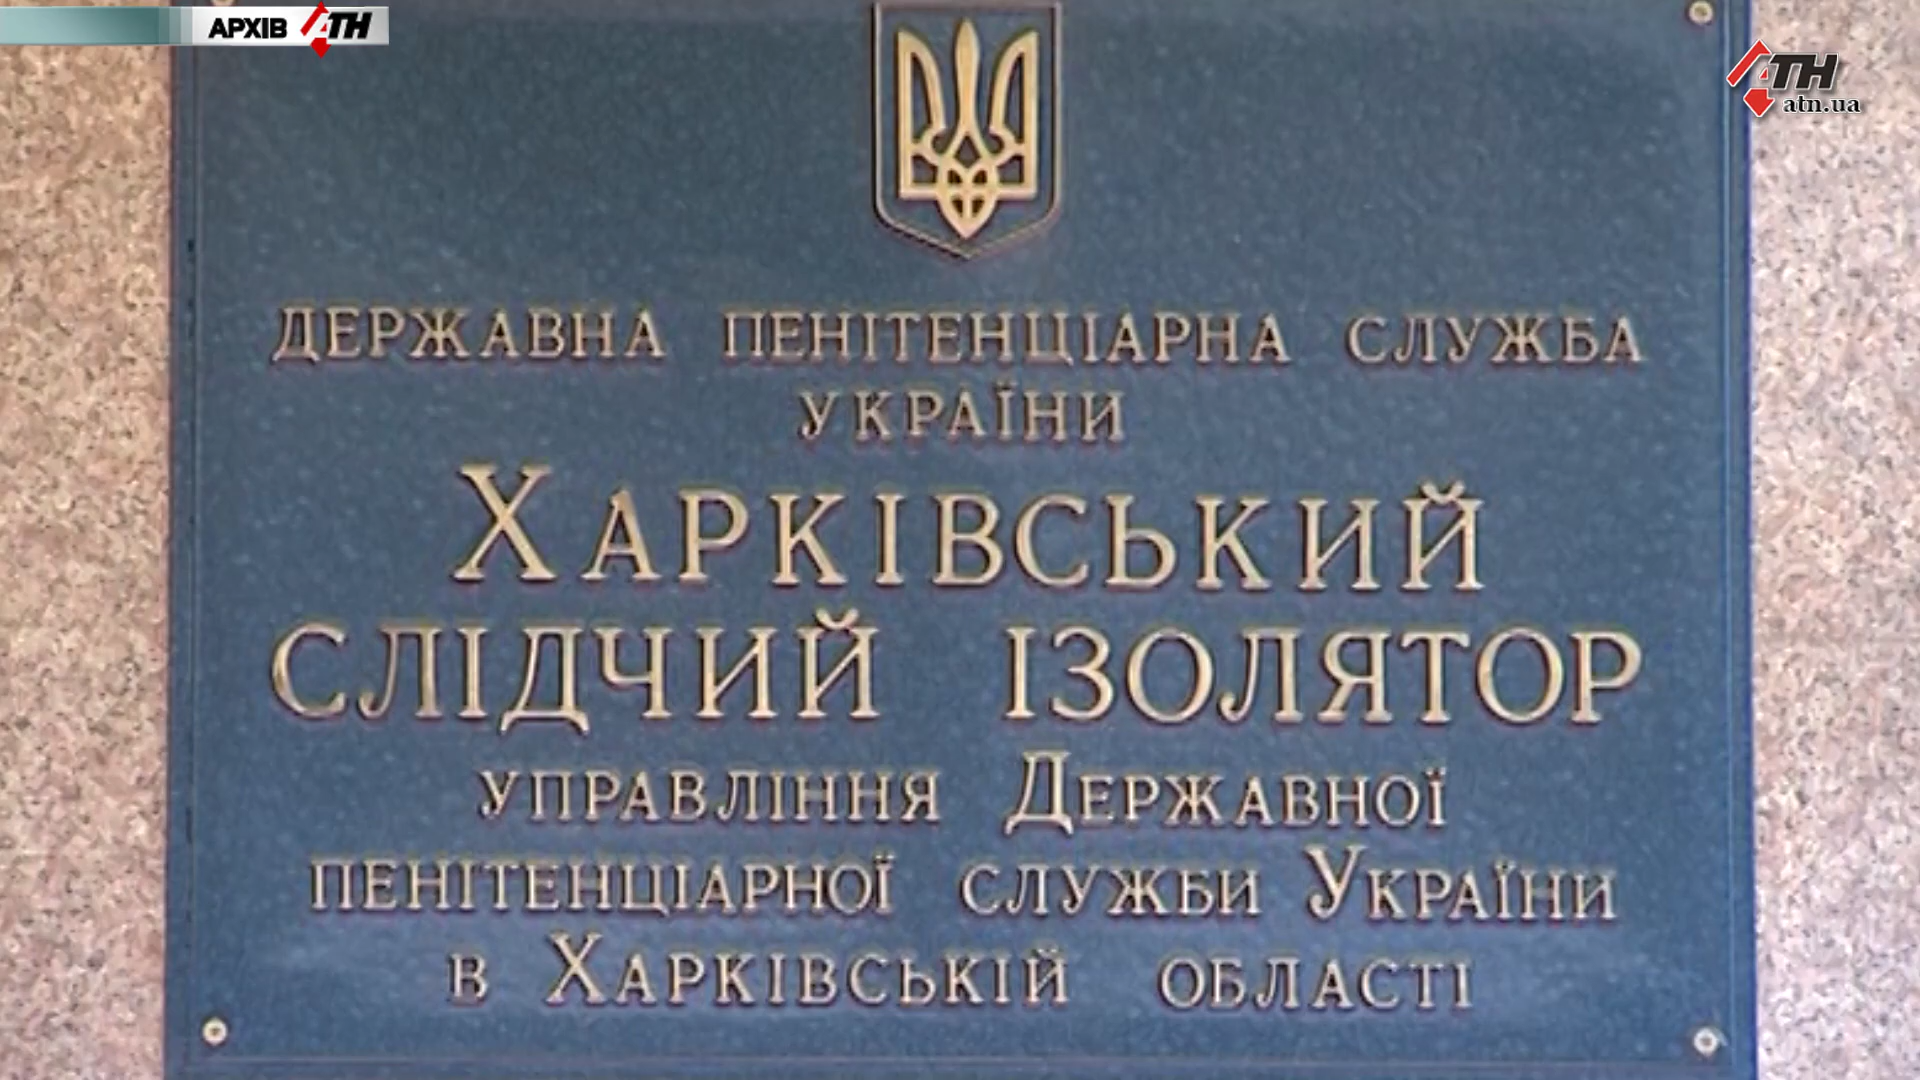 АРХІВ АТН
АТН
atn.ua
ДЕРЖАВНА ПЕНІТЕНЦІАРНА СЛУЖБА
УКРАЇНИ
ХАРКІВСЬКИЙ
СЛІДЧИЙ ІЗОЛЯТОР
УПРАВЛІННЯ ДЕРЖАВНОЇ
ПЕНІТЕНЦІАРНОЇ СЛУЖБИ УКРАЇНИ
В ХАРКІВСЬКІЙ ОБЛАСТІ